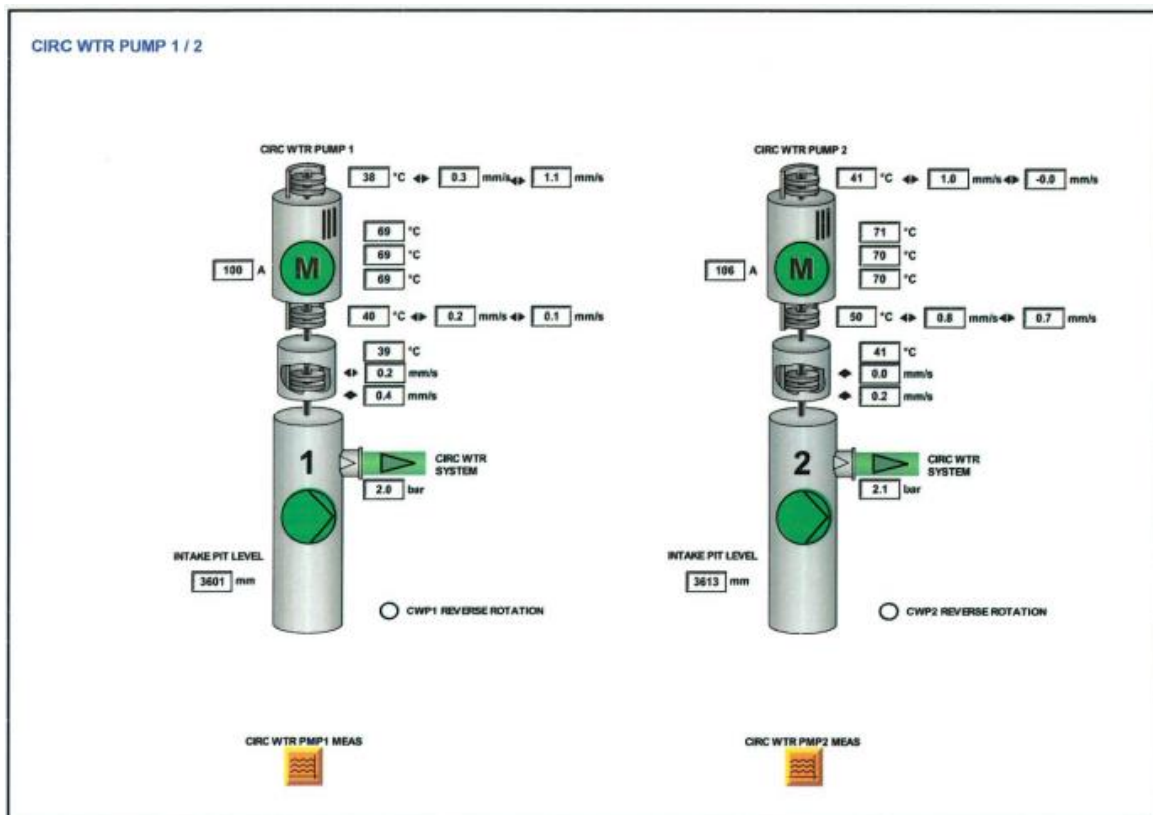 CIRC WTR PUMP 1 / 2
CIRC WTR PUMP 1
38 °C 0.3 mm/s 1.1 mm/s
69 °C
69 °C
100 A
M
69 °C
40 °C 0.2 mm/s 0.1 mm/s
39 °C
0.2 mm/s
0.4 mm/s
1
CIRC WTR
SYSTEM
2.0 bar
INTAKE PIT LEVEL
3601 mm
CWP1 REVERSE ROTATION
CIRC WTR PMP1 MEAS
CIRC WTR PUMP 2
41 °C 1.0 mm/s -0.0 mm/s
71 °C
70 °C
106 A
M
70 °C
50 °C 0.8 mm/s 0.7 mm/s
41 °C
0.0 mm/s
0.2 mm/s
2
CIRC WTR
SYSTEM
2.1 bar
INTAKE PIT LEVEL
3613 mm
CWP2 REVERSE ROTATION
CIRC WTR PMP2 MEAS